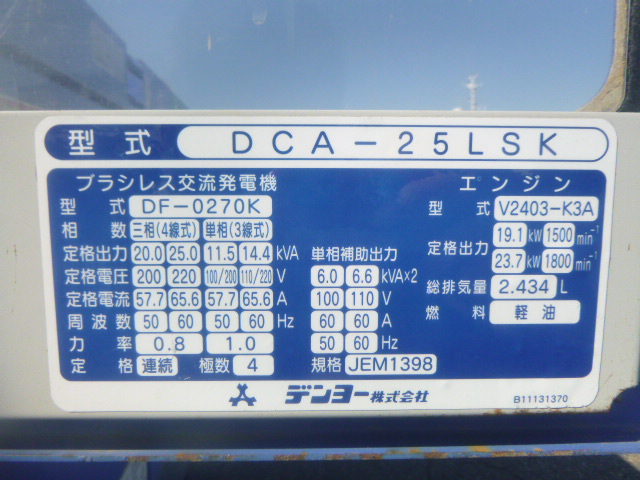 型式 DCA-25LSK
ブラシレス交流発電機
型式 DF-0270K
相数 三相(4線式) 単相(3線式)
定格出力 20.0 25.0 11.5 14.4 kVA
定格電圧 200 220 100/200 110/220 V
定格電流 57.7 65.6 57.7 65.6 A
周波数 50 60 50 60 Hz
力率 0.8 1.0
定格 連続 極数 4
単相補助出力
6.0 6.6 kVA×2
100 110 V
60 60 A
50 60 Hz
規格 JEM1398
エンジン
型式 V2403-K3A
定格出力 19.1 kW 1500 min⁻¹
23.7 kW 1800 min⁻¹
総排気量 2.434 L
燃料 軽油
デンヨー株式会社
B11131370